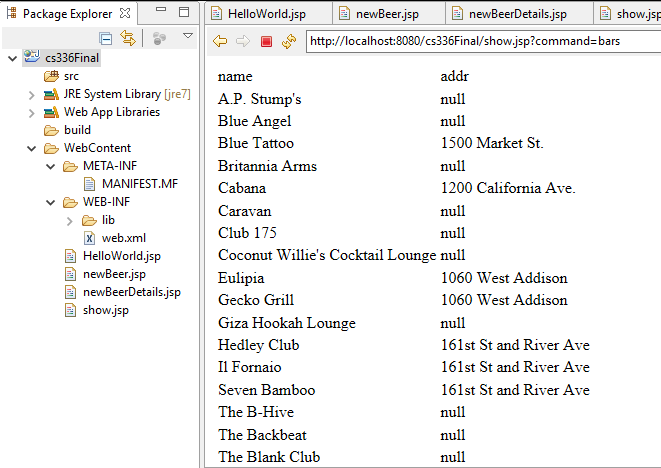 Package Explorer
cs336Final
src
JRE System Library [jre7]
Web App Libraries
build
WebContent
META-INF
MANIFEST.MF
WEB-INF
lib
web.xml
HelloWorld.jsp
newBeer.jsp
newBeerDetails.jsp
show.jsp
HelloWorld.jsp newBeer.jsp newBeerDetails.jsp show.jsp
http://localhost:8080/cs336Final/show.jsp?command=bars
name addr
A.P. Stump's null
Blue Angel null
Blue Tattoo 1500 Market St.
Britannia Arms null
Cabana 1200 California Ave.
Caravan null
Club 175 null
Coconut Willie's Cocktail Lounge null
Eulipia 1060 West Addison
Gecko Grill 1060 West Addison
Giza Hookah Lounge null
Hedley Club 161st St and River Ave
Il Fornaio 161st St and River Ave
Seven Bamboo 161st St and River Ave
The B-Hive null
The Backbeat null
The Blank Club null